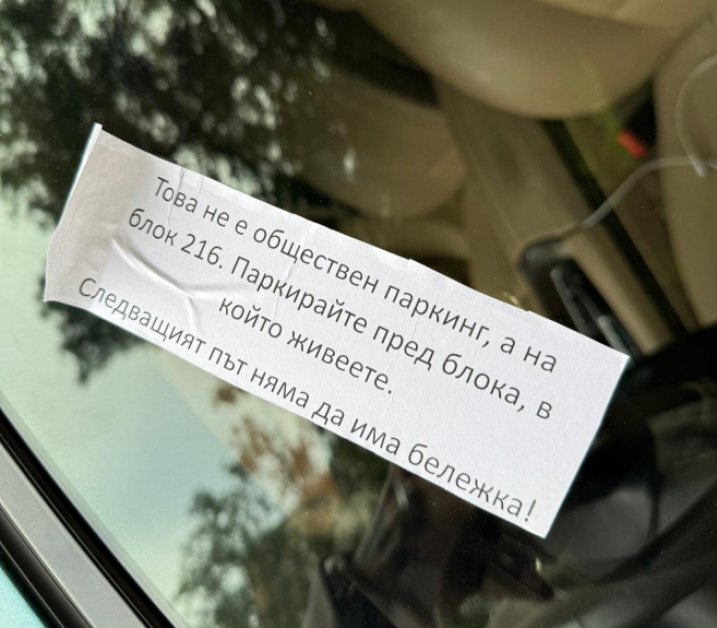 Това не е обществен паркинг, а на
блок 216. Паркирайте пред блока, в
който живеете.
Следващият път няма да има бележка!